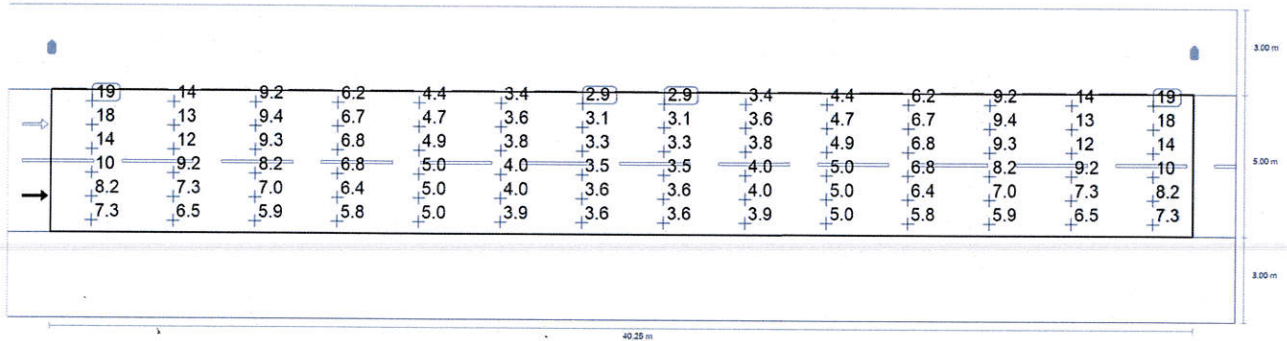 3.00 m
19 14 9.2 6.2 4.4 3.4 2.9 2.9 3.4 4.4 6.2 9.2 14 19
18 13 9.4 6.7 4.7 3.6 3.1 3.1 3.6 4.7 6.7 9.4 13 18
14 12 9.3 6.8 4.9 3.8 3.3 3.3 3.8 4.9 6.8 9.3 12 14
10 9.2 8.2 6.8 5.0 4.0 3.5 3.5 4.0 5.0 6.8 8.2 9.2 10
5.00 m
8.2 7.3 7.0 6.4 5.0 4.0 3.6 3.6 4.0 5.0 6.4 7.0 7.3 8.2
7.3 6.5 5.9 5.8 5.0 3.9 3.6 3.6 3.9 5.0 5.8 5.9 6.5 7.3
3.00 m
40.25 m